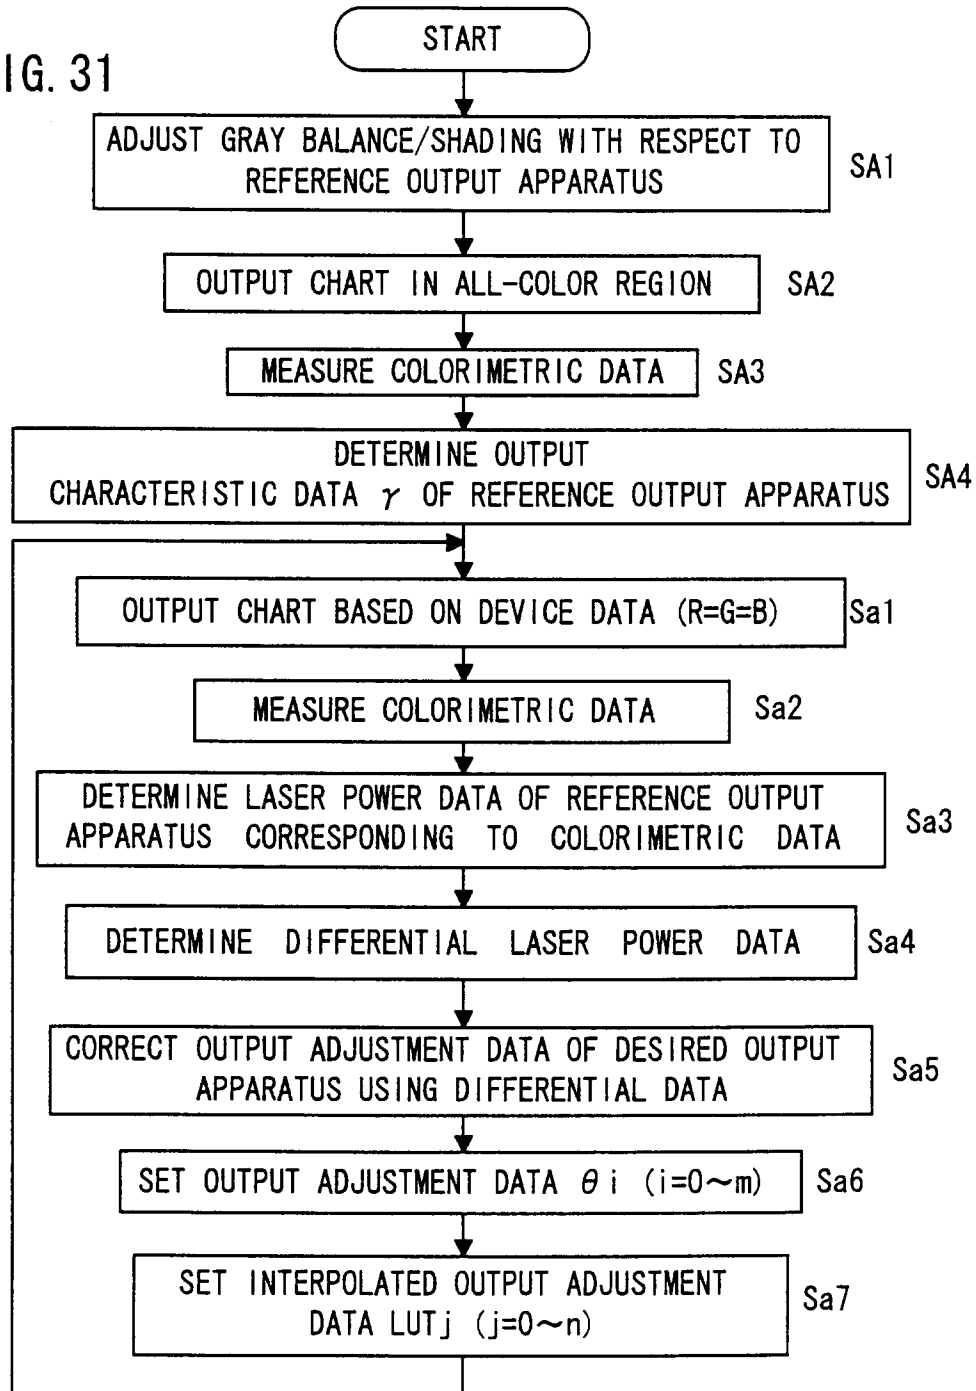 IG. 31
START
ADJUST GRAY BALANCE/SHADING WITH RESPECT TO
REFERENCE OUTPUT APPARATUS
SA1
OUTPUT CHART IN ALL-COLOR REGION
SA2
MEASURE COLORIMETRIC DATA
SA3
DETERMINE OUTPUT
CHARACTERISTIC DATA γ OF REFERENCE OUTPUT APPARATUS
SA4
OUTPUT CHART BASED ON DEVICE DATA (R=G=B)
Sa1
MEASURE COLORIMETRIC DATA
Sa2
DETERMINE LASER POWER DATA OF REFERENCE OUTPUT
APPARATUS CORRESPONDING TO COLORIMETRIC DATA
Sa3
DETERMINE DIFFERENTIAL LASER POWER DATA
Sa4
CORRECT OUTPUT ADJUSTMENT DATA OF DESIRED OUTPUT
APPARATUS USING DIFFERENTIAL DATA
Sa5
SET OUTPUT ADJUSTMENT DATA θi (i=0~m)
Sa6
SET INTERPOLATED OUTPUT ADJUSTMENT
DATA LUTj (j=0~n)
Sa7